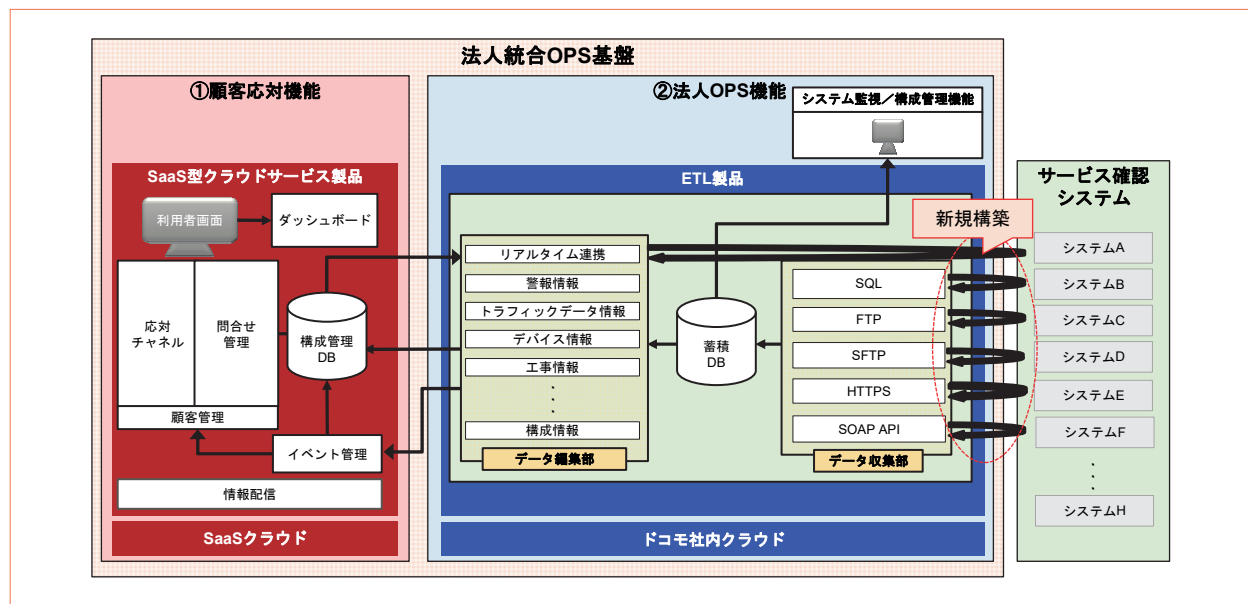 法人統合OPS基盤
①顧客応対機能
SaaS型クラウドサービス製品
利用者画面
ダッシュボード
応対
チャネル
問合せ
管理
構成管理
DB
顧客管理
イベント管理
情報配信
SaaSクラウド
②法人OPS機能
システム監視／構成管理機能
ETL製品
リアルタイム連携
警報情報
トラフィックデータ情報
デバイス情報
工事情報
・
・
・
構成情報
データ編集部
蓄積
DB
SQL
FTP
SFTP
HTTPS
SOAP API
データ収集部
ドコモ社内クラウド
新規構築
サービス確認
システム
システムA
システムB
システムC
システムD
システムE
システムF
・
・
・
システムH